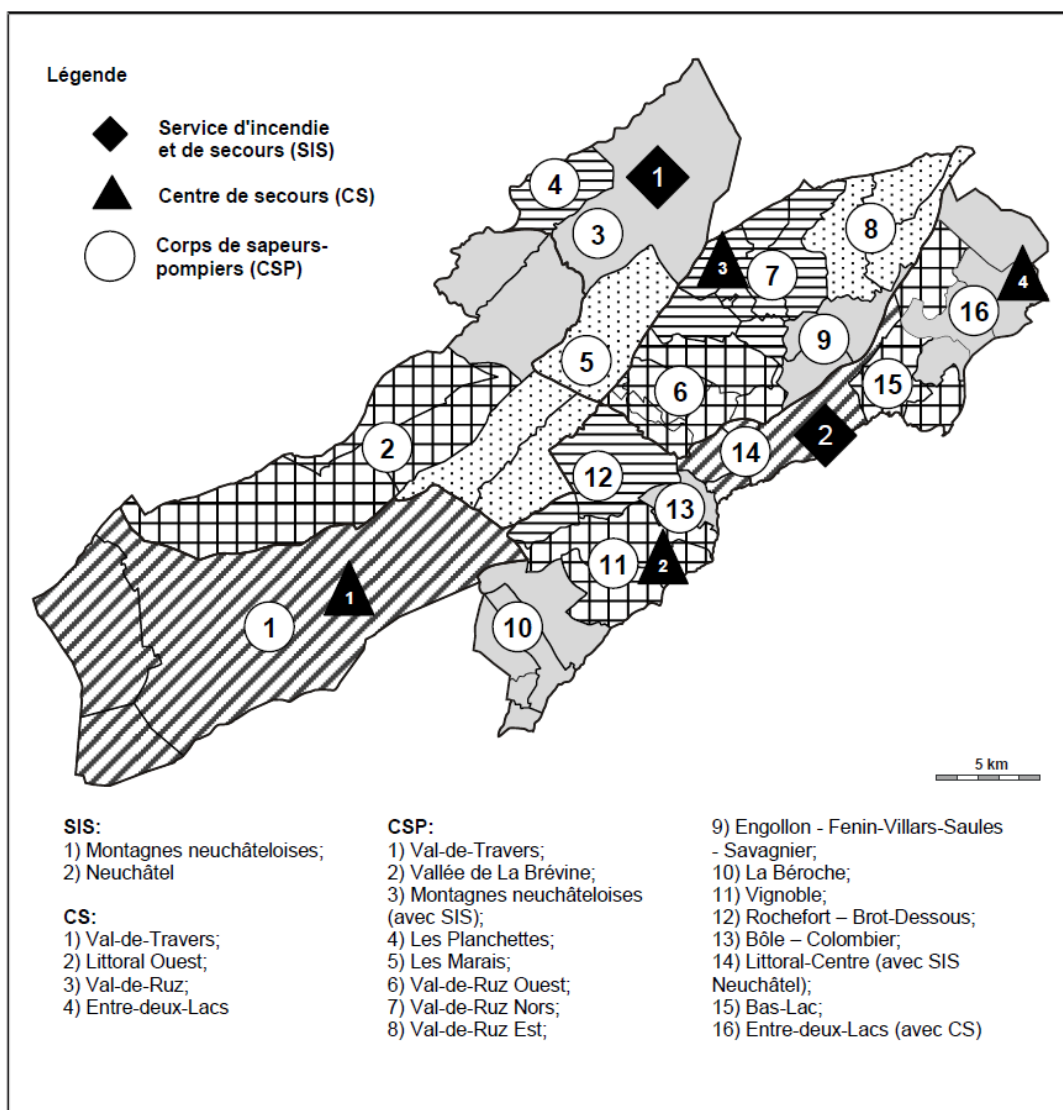 Légende
Service d'incendie
et de secours (SIS)
Centre de secours (CS)
Corps de sapeurs-
pompiers (CSP)
1
4
3
3
8
7
4
16
9
5
15
6
2
2
14
12
13
2
11
1
1
10
5 km
SIS:
1) Montagnes neuchâteloises;
2) Neuchâtel
CS:
1) Val-de-Travers;
2) Littoral Ouest;
3) Val-de-Ruz;
4) Entre-deux-Lacs
CSP:
1) Val-de-Travers;
2) Vallée de La Brévine;
3) Montagnes neuchâteloises
(avec SIS);
4) Les Planchettes;
5) Les Marais;
6) Val-de-Ruz Ouest;
7) Val-de-Ruz Nors;
8) Val-de-Ruz Est;
9) Engollon - Fenin-Villars-Saules
- Savagnier;
10) La Béroche;
11) Vignoble;
12) Rochefort – Brot-Dessous;
13) Bôle – Colombier;
14) Littoral-Centre (avec SIS
Neuchâtel);
15) Bas-Lac;
16) Entre-deux-Lacs (avec CS)